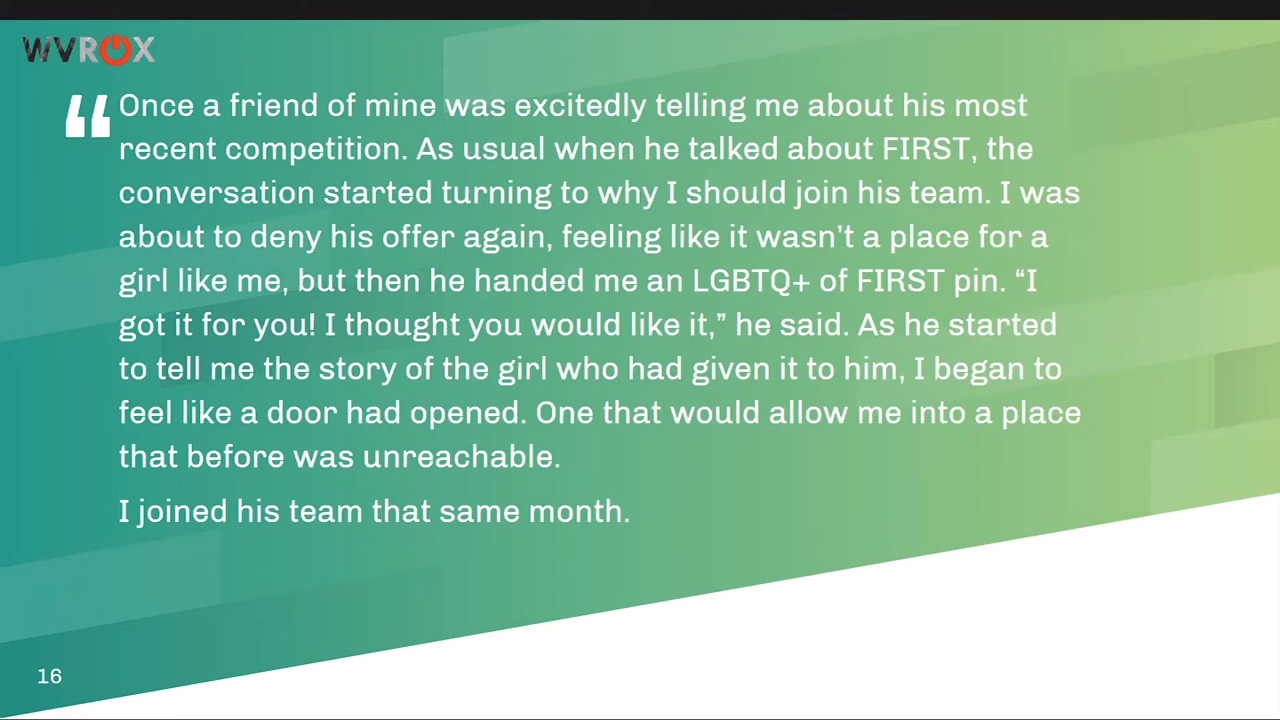 WVROX
“
Once a friend of mine was excitedly telling me about his most
recent competition. As usual when he talked about FIRST, the
conversation started turning to why I should join his team. I was
about to deny his offer again, feeling like it wasn’t a place for a
girl like me, but then he handed me an LGBTQ+ of FIRST pin. “I
got it for you! I thought you would like it,” he said. As he started
to tell me the story of the girl who had given it to him, I began to
feel like a door had opened. One that would allow me into a place
that before was unreachable.
I joined his team that same month.
16